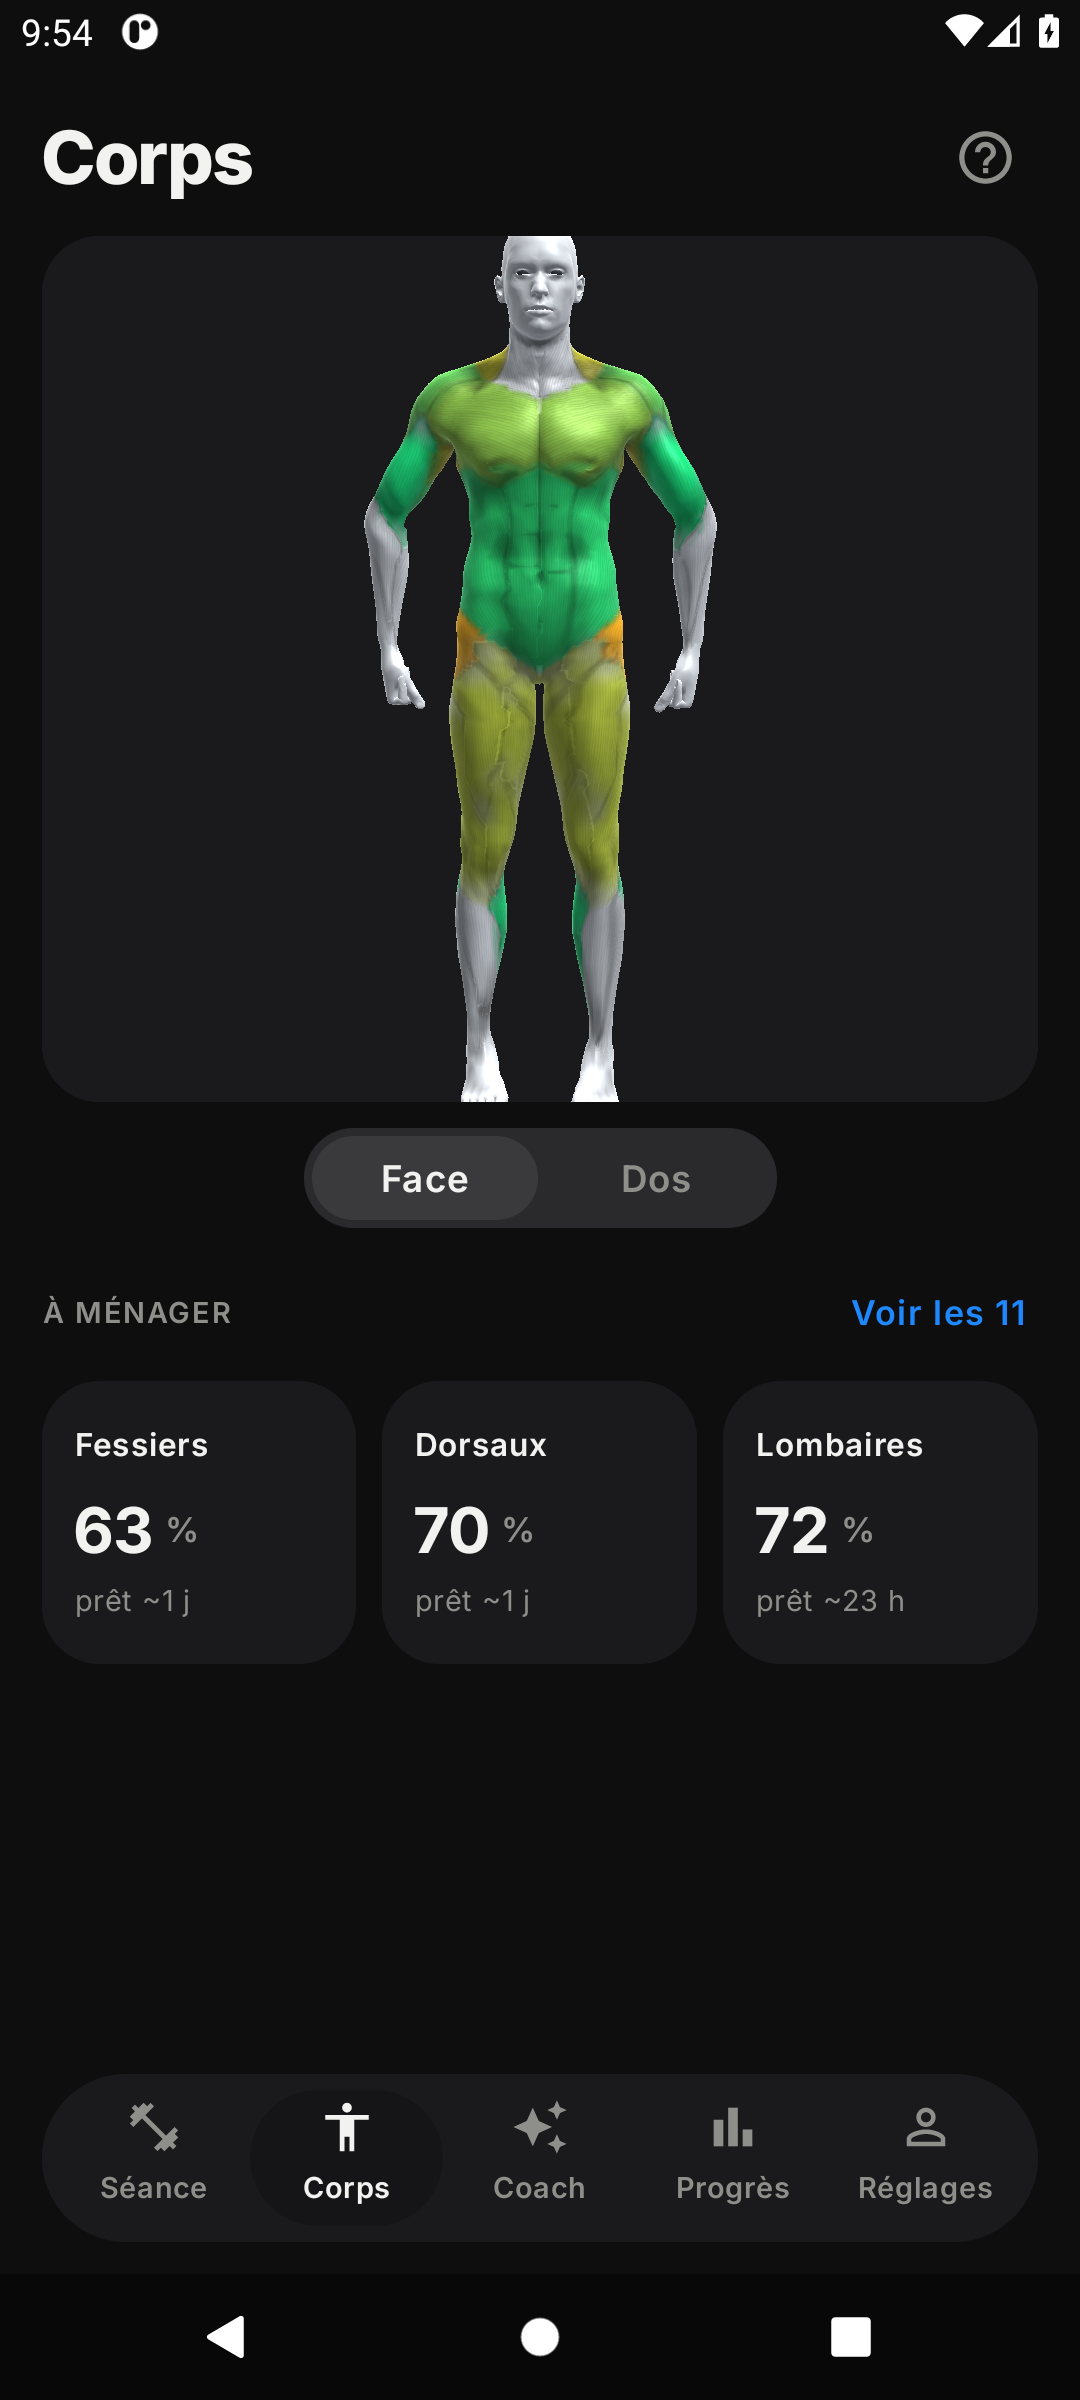 9:54
Corps
Face Dos
À MÉNAGER Voir les 11
Fessiers Dorsaux Lombaires
63 % 70 % 72 %
prêt ~1 j prêt ~1 j prêt ~23 h
Séance Corps Coach Progrès Réglages